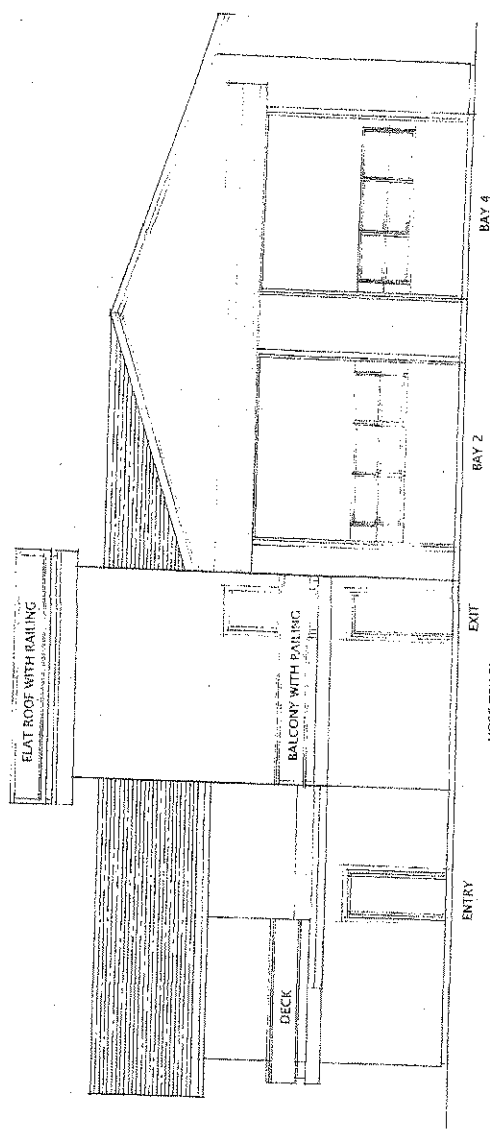 FLAT ROOF WITH RAILING
BALCONY WITH RAILING
DECK
ENTRY
EXIT
BAY 2
BAY 4